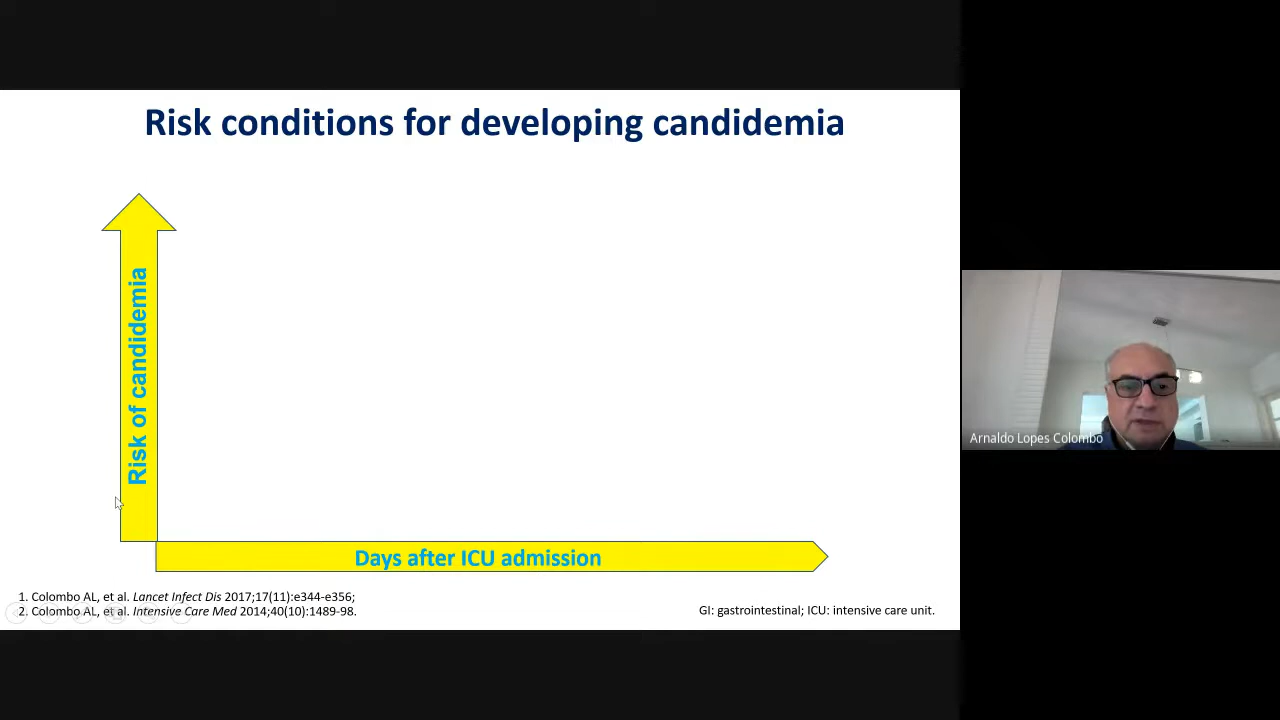 Risk conditions for developing candidemia
Risk of candidemia
Days after ICU admission
1. Colombo AL, et al. Lancet Infect Dis 2017;17(11):e344-e356;
2. Colombo AL, et al. Intensive Care Med 2014;40(10):1489-98.
GI: gastrointestinal; ICU: intensive care unit.
Arnaldo Lopes Colombo